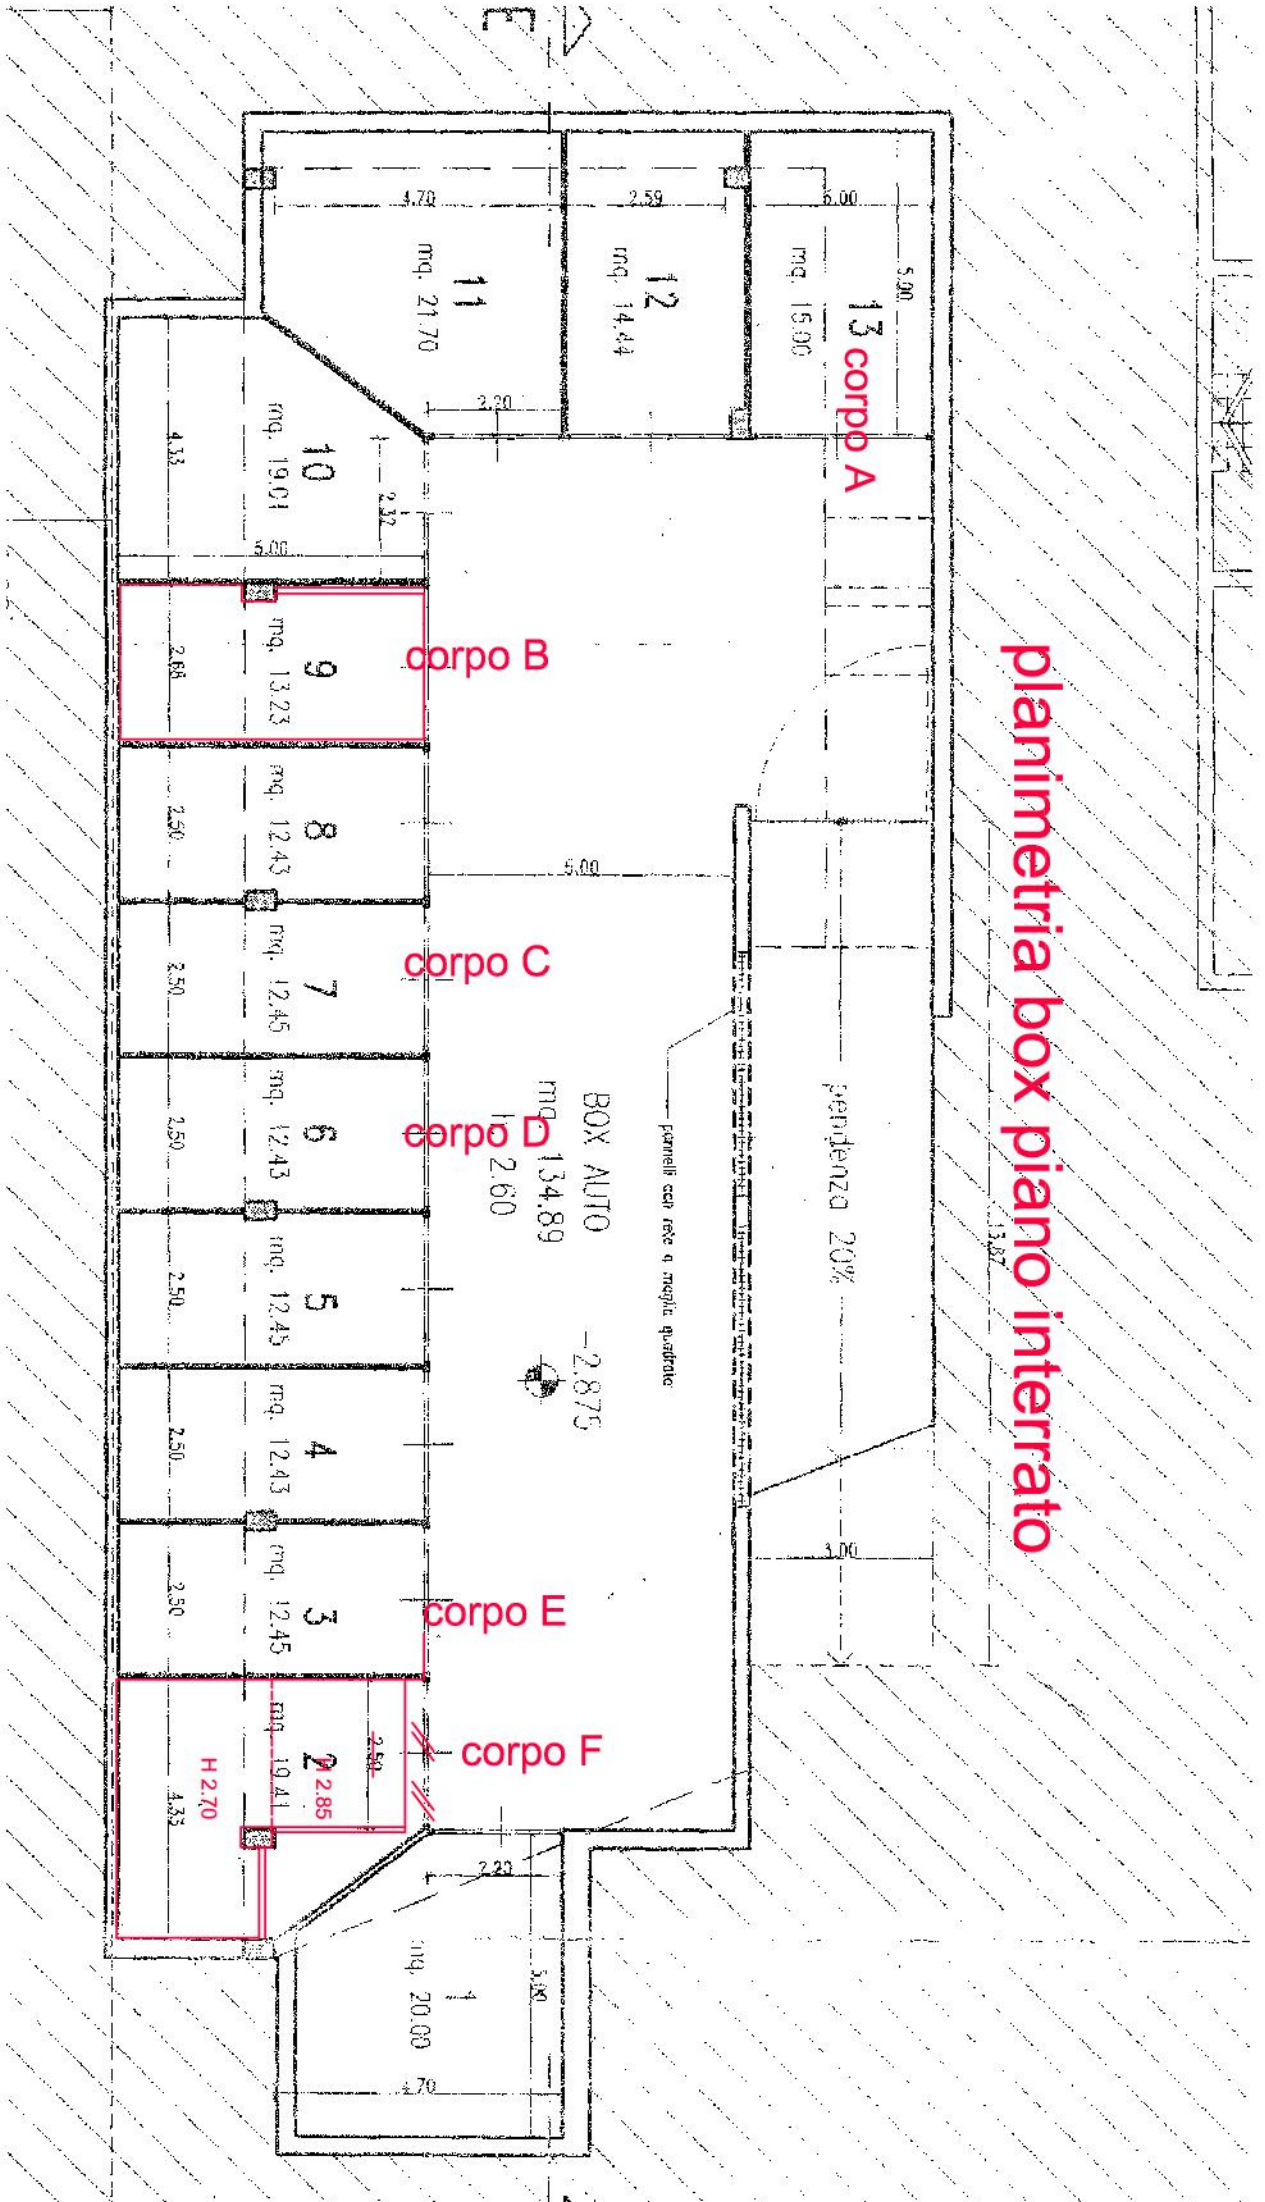 E
planimetria box piano interrato
4.70
2.59
6.00
5.00
11
mq. 21.70
12
mq. 14.44
13
mq. 15.00
corpo A
2.20
10
mq. 19.01
4.33
2.32
5.00
9
mq. 13.23
2.68
corpo B
8
mq. 12.43
2.50
6.00
7
mq. 12.45
2.50
corpo C
6
mq. 12.43
2.50
corpo D
BOX AUTO
mq. 134.89
h. 2.60
-2.875
pannelli con rete a maglia quadrata
pendenza 20%
13.87
5
mq. 12.45
2.50
4
mq. 12.43
2.50
3
mq. 12.45
2.50
3.00
corpo E
2
mq. 19.41
2.50
4.33
H 2.70
H 2.85
corpo F
2.20
1
mq. 20.00
5.00
4.70